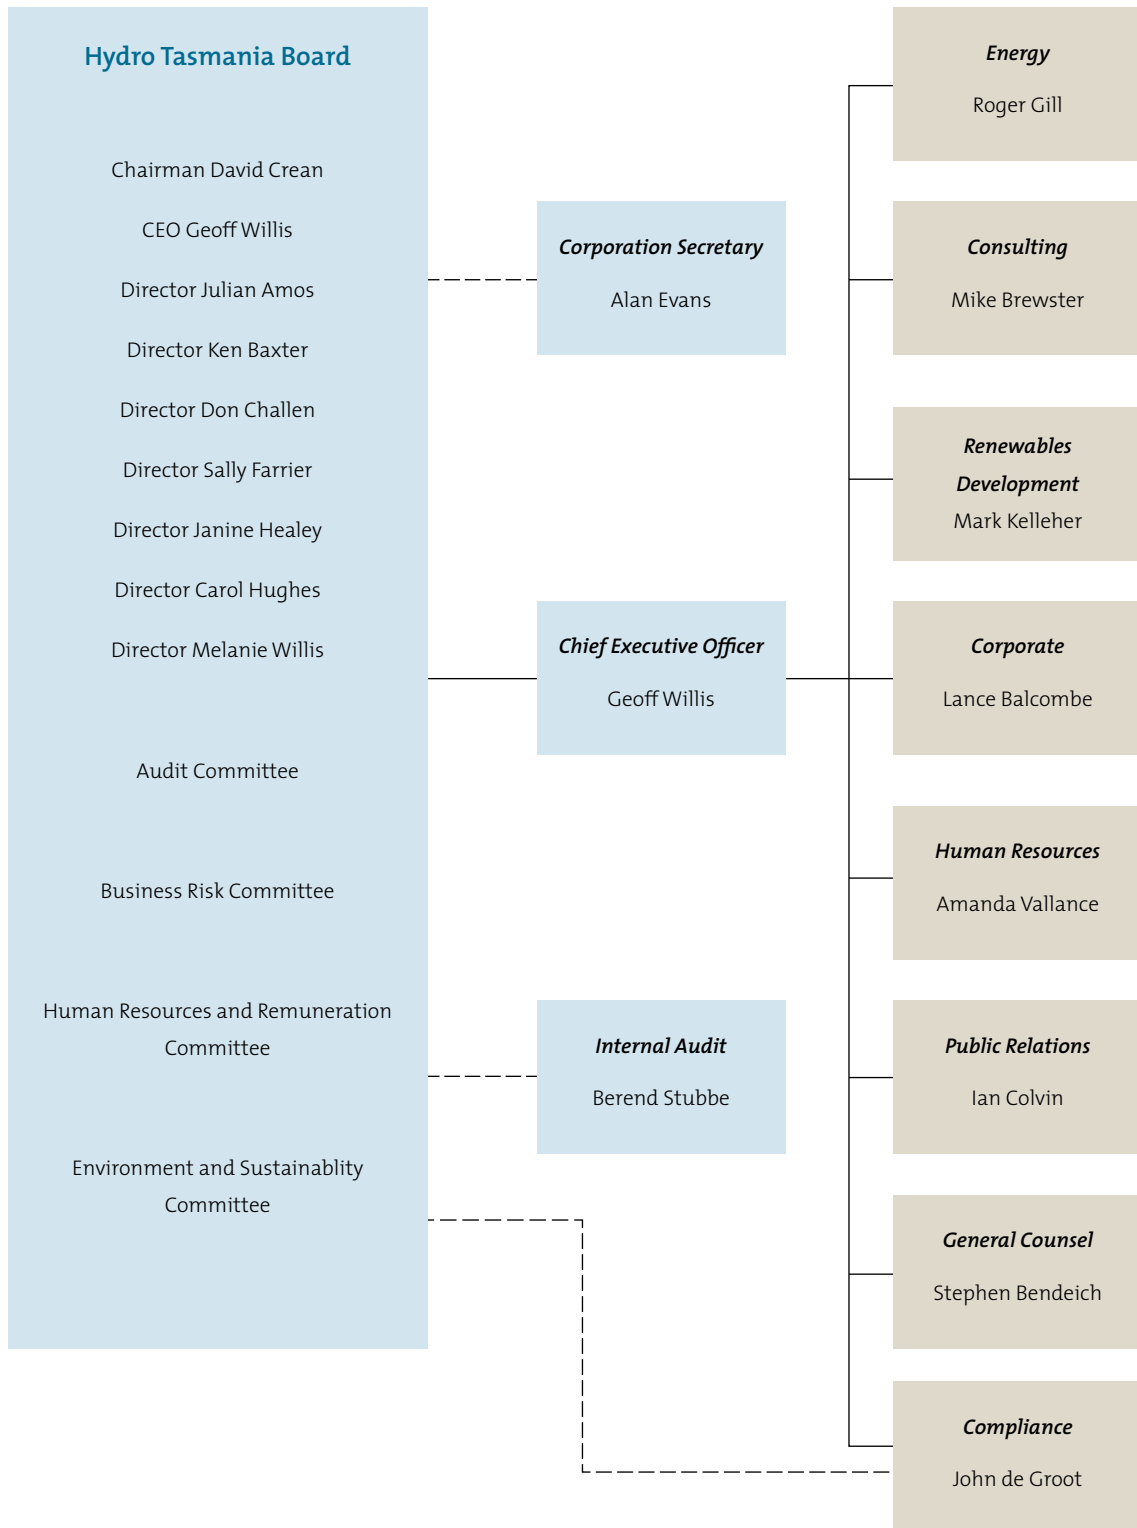 Hydro Tasmania Board
Chairman David Crean
CEO Geoff Willis
Director Julian Amos
Director Ken Baxter
Director Don Challen
Director Sally Farrier
Director Janine Healey
Director Carol Hughes
Director Melanie Willis
Audit Committee
Business Risk Committee
Human Resources and Remuneration
Committee
Environment and Sustainablity
Committee
Corporation Secretary
Alan Evans
Chief Executive Officer
Geoff Willis
Internal Audit
Berend Stubbe
Energy
Roger Gill
Consulting
Mike Brewster
Renewables
Development
Mark Kelleher
Corporate
Lance Balcombe
Human Resources
Amanda Vallance
Public Relations
Ian Colvin
General Counsel
Stephen Bendeich
Compliance
John de Groot